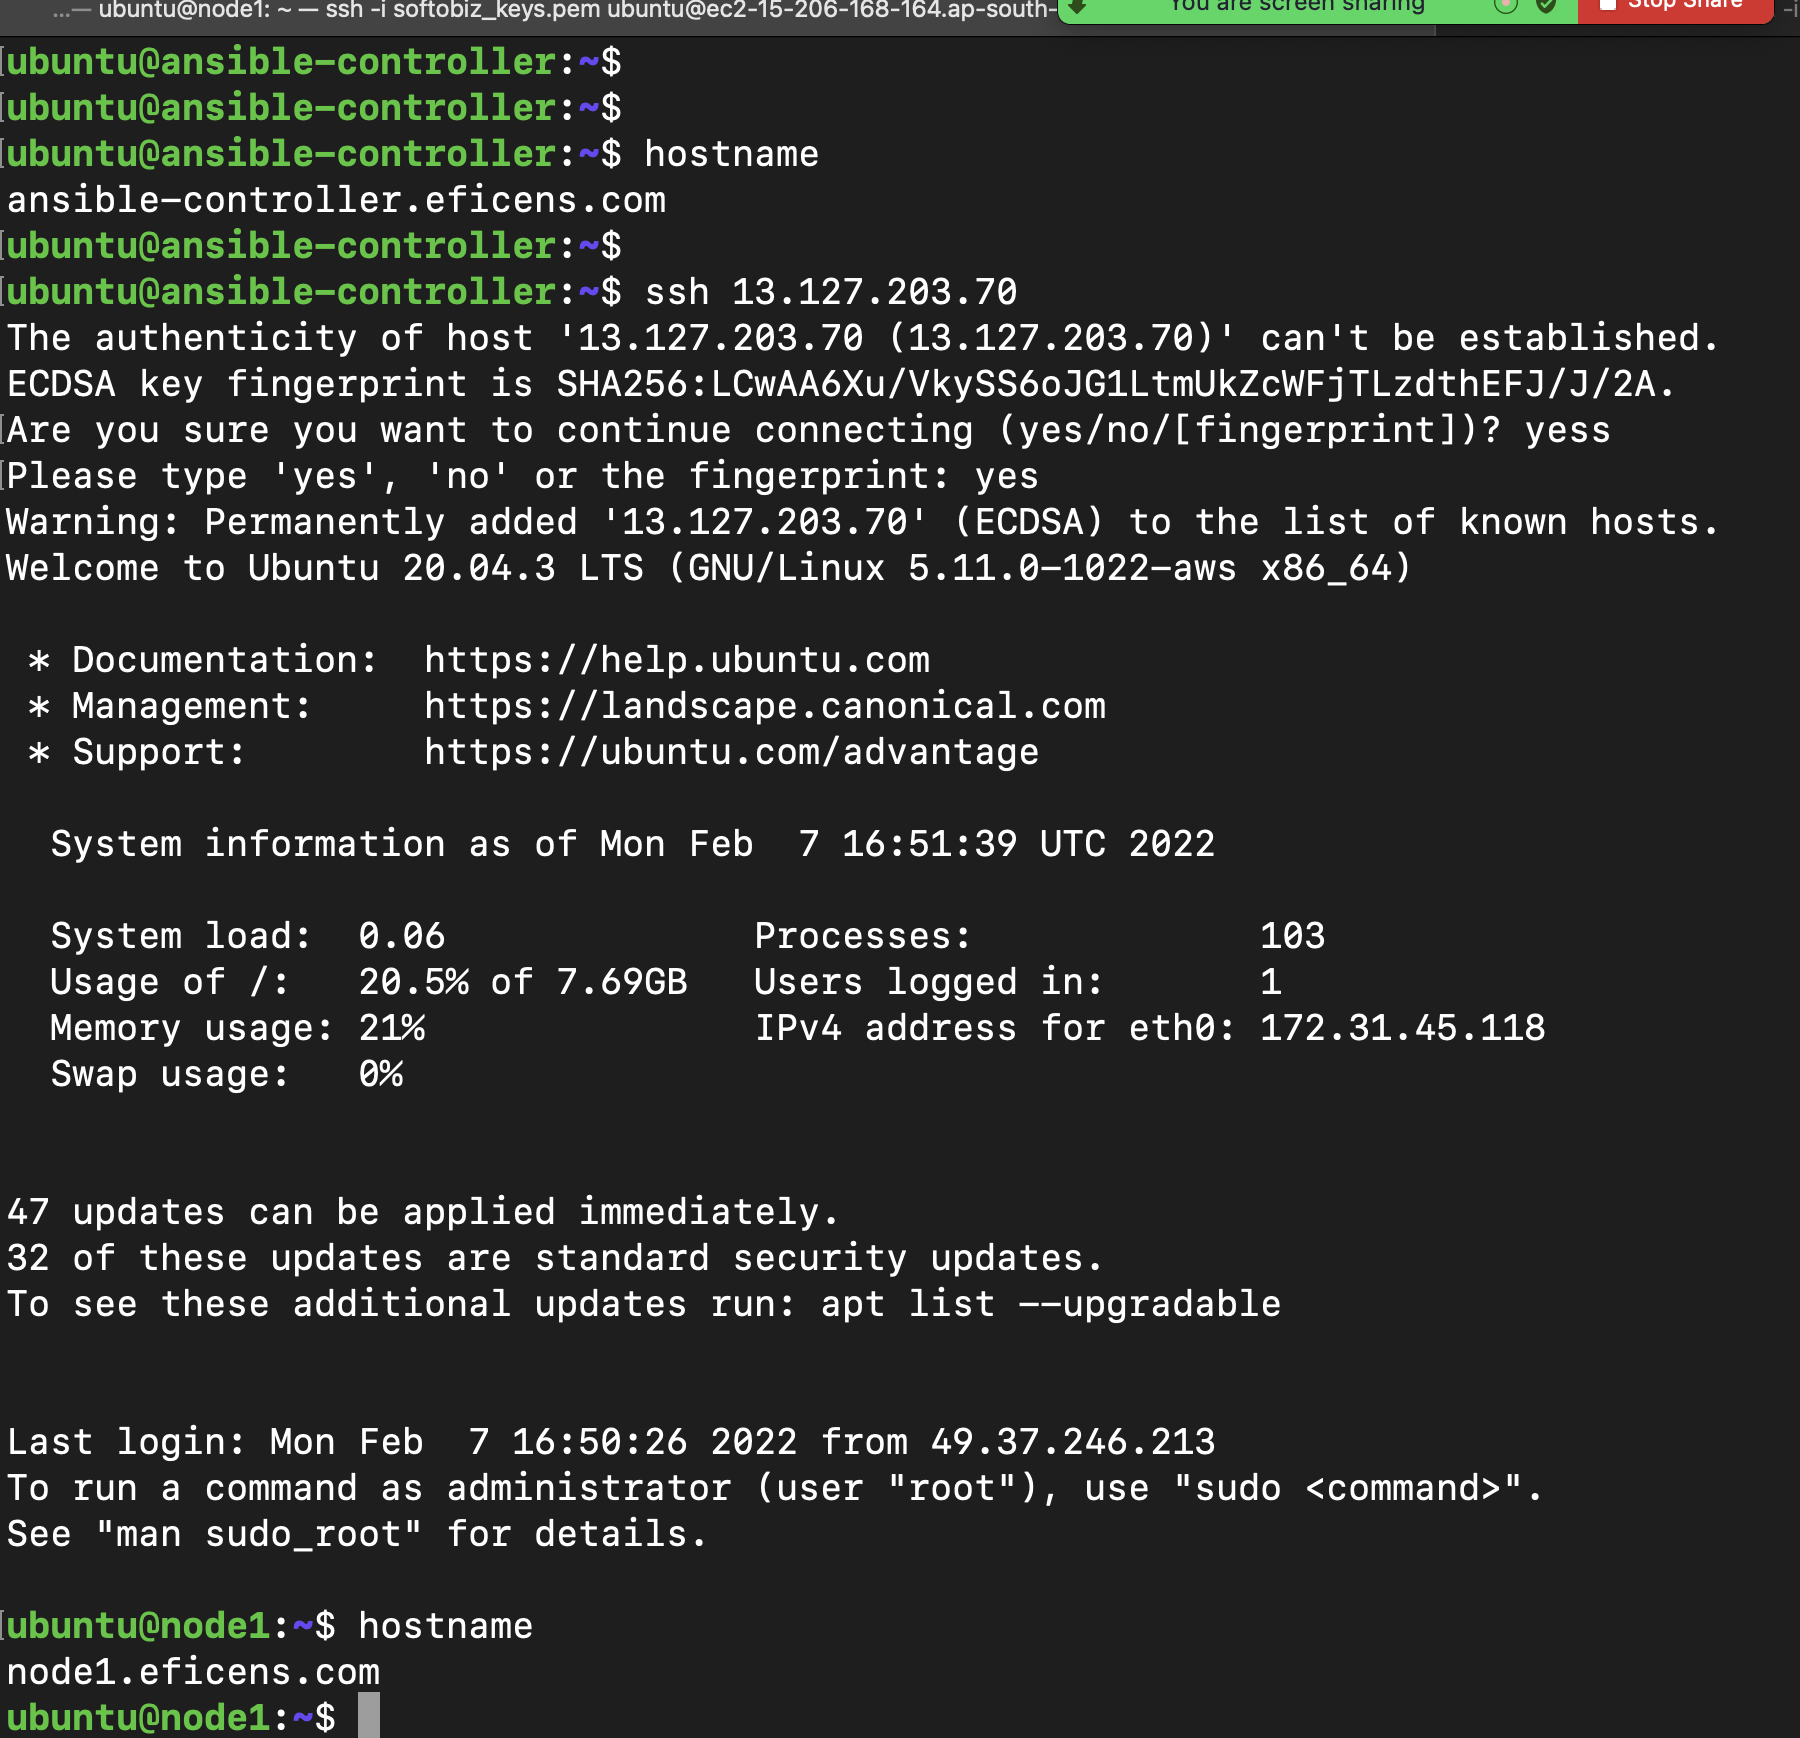 ...— ubuntu@node1: ~ — ssh -i softobiz_keys.pem ubuntu@ec2-15-206-168-164.ap-south-
You are screen sharing
Stop Share
-i
ubuntu@ansible-controller:~$
ubuntu@ansible-controller:~$
ubuntu@ansible-controller:~$ hostname
ansible-controller.eficens.com
ubuntu@ansible-controller:~$
ubuntu@ansible-controller:~$ ssh 13.127.203.70
The authenticity of host '13.127.203.70 (13.127.203.70)' can't be established.
ECDSA key fingerprint is SHA256:LCwAA6Xu/VkySS6oJG1LtmUkZcWFjTLzdthEFJ/J/2A.
Are you sure you want to continue connecting (yes/no/[fingerprint])? yess
Please type 'yes', 'no' or the fingerprint: yes
Warning: Permanently added '13.127.203.70' (ECDSA) to the list of known hosts.
Welcome to Ubuntu 20.04.3 LTS (GNU/Linux 5.11.0-1022-aws x86_64)
* Documentation:  https://help.ubuntu.com
* Management:     https://landscape.canonical.com
* Support:        https://ubuntu.com/advantage
System information as of Mon Feb  7 16:51:39 UTC 2022
System load:  0.06              Processes:             103
Usage of /:   20.5% of 7.69GB   Users logged in:       1
Memory usage: 21%               IPv4 address for eth0: 172.31.45.118
Swap usage:   0%
47 updates can be applied immediately.
32 of these updates are standard security updates.
To see these additional updates run: apt list --upgradable
Last login: Mon Feb  7 16:50:26 2022 from 49.37.246.213
To run a command as administrator (user "root"), use "sudo <command>".
See "man sudo_root" for details.
ubuntu@node1:~$ hostname
node1.eficens.com
ubuntu@node1:~$